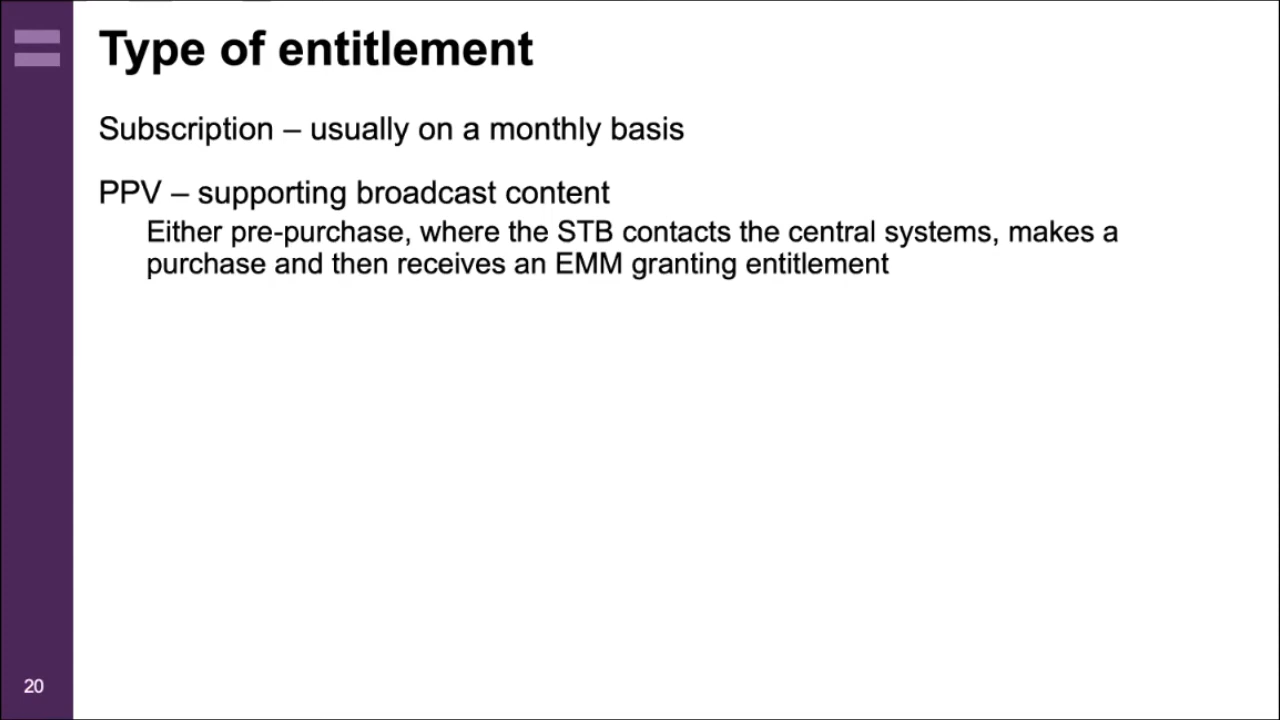 Type of entitlement
Subscription – usually on a monthly basis
PPV – supporting broadcast content
Either pre-purchase, where the STB contacts the central systems, makes a
purchase and then receives an EMM granting entitlement
20